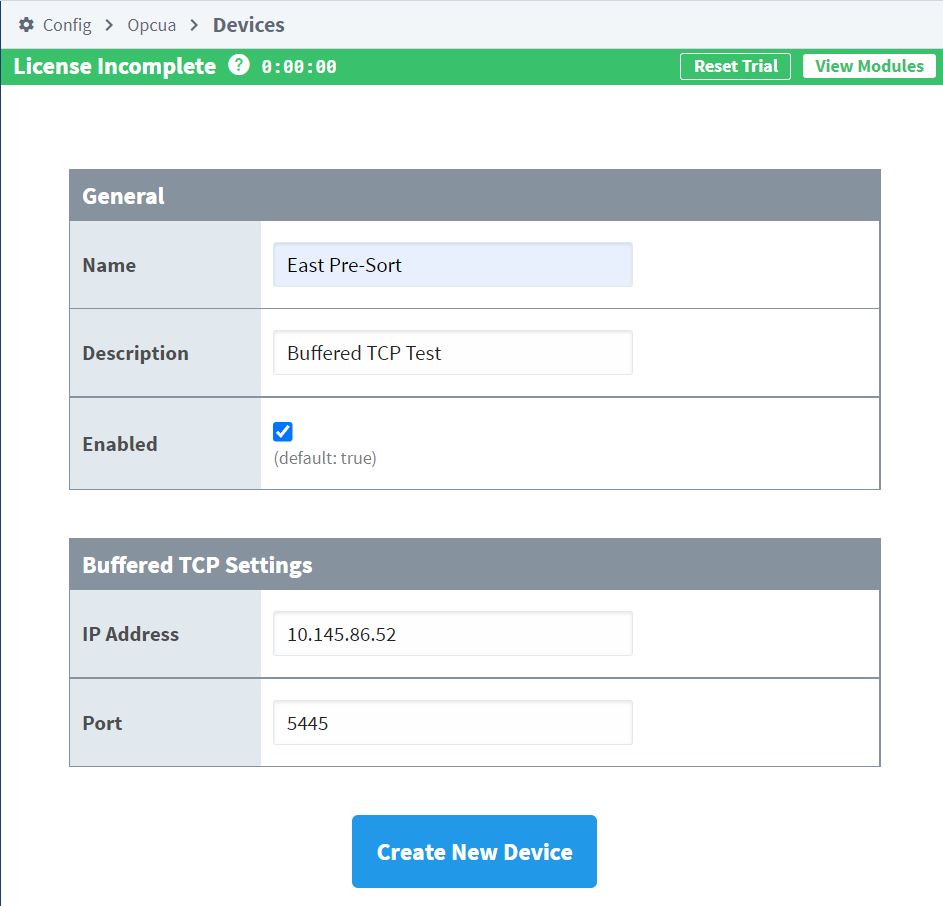 Config > Opcua > Devices
License Incomplete ? 0:00:00 Reset Trial View Modules
General
Name East Pre-Sort
Description Buffered TCP Test
Enabled
(default: true)
Buffered TCP Settings
IP Address 10.145.86.52
Port 5445
Create New Device